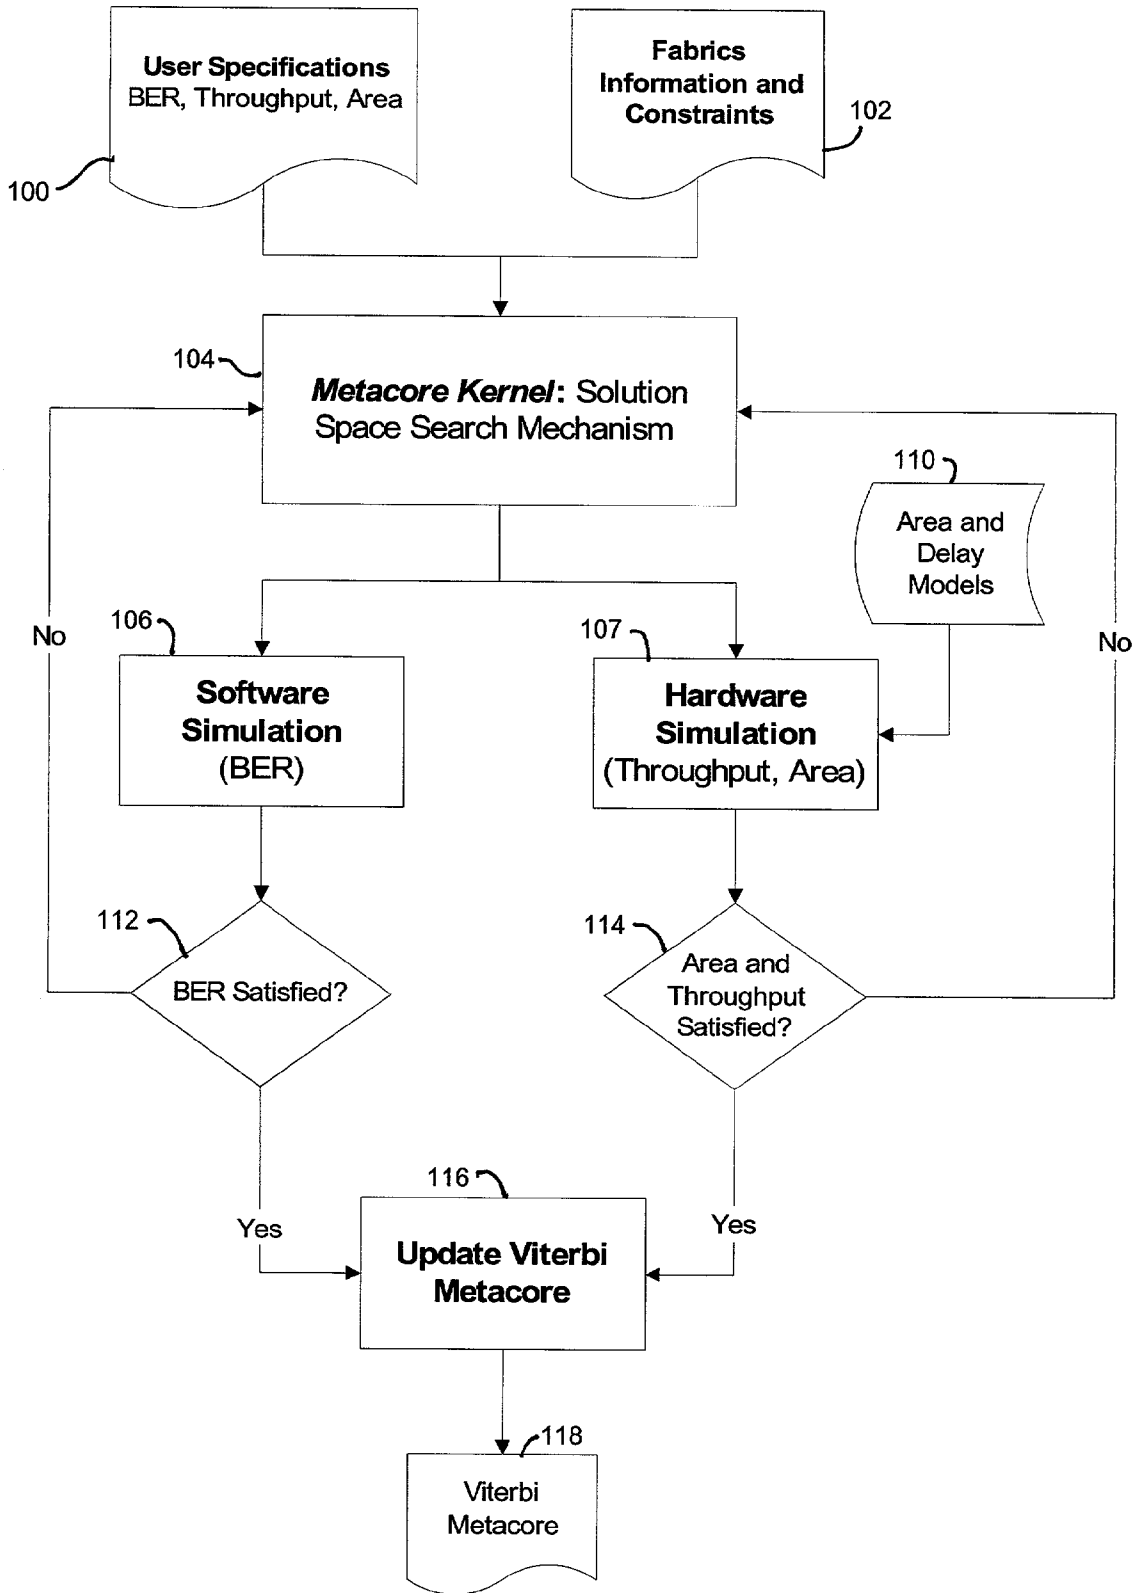 User Specifications
BER, Throughput, Area
100
Fabrics
Information and
Constraints
102
104
Metacore Kernel: Solution
Space Search Mechanism
110
Area and
Delay
Models
No
No
106
Software
Simulation
(BER)
107
Hardware
Simulation
(Throughput, Area)
112
BER Satisfied?
114
Area and
Throughput
Satisfied?
Yes
Yes
116
Update Viterbi
Metacore
118
Viterbi
Metacore